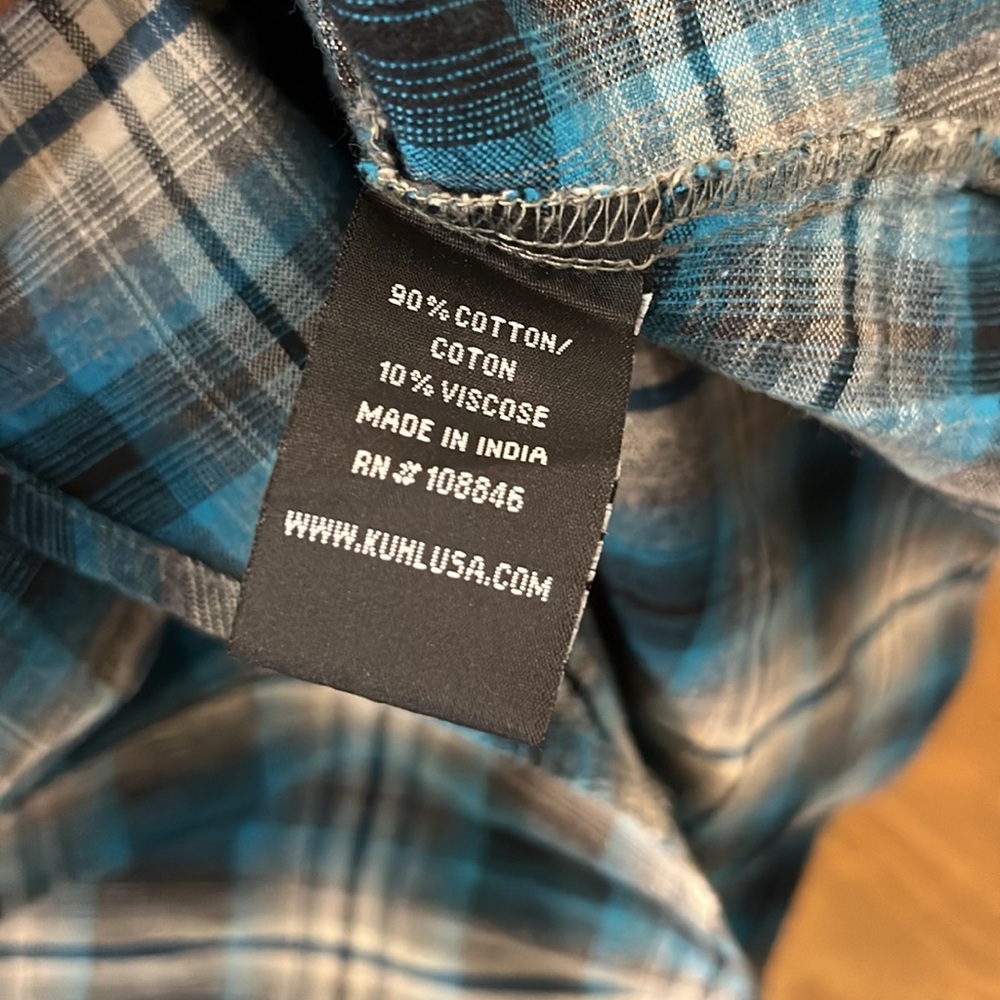 90% COTTON/
COTON
10% VISCOSE
MADE IN INDIA
RN # 108846
WWW.KUHLUSA.COM